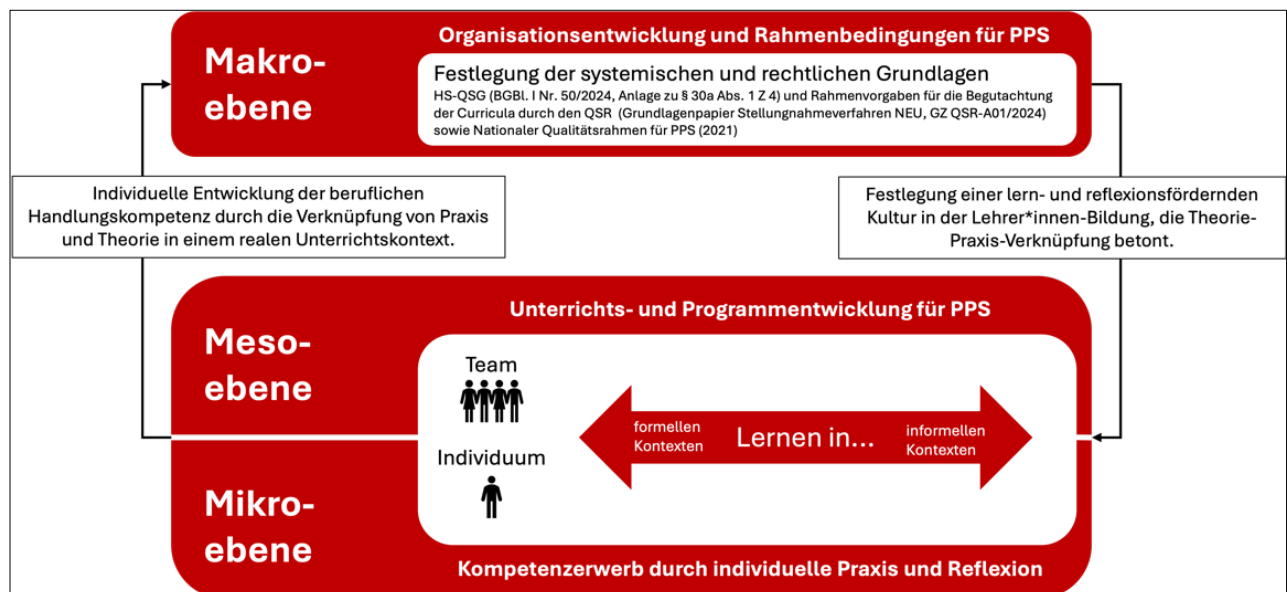 Makro-
ebene
Organisationsentwicklung und Rahmenbedingungen für PPS
Festlegung der systemischen und rechtlichen Grundlagen
HS-QSG (BGBl. I Nr. 50/2024, Anlage zu § 30a Abs. 1 Z 4) und Rahmenvorgaben für die Begutachtung
der Curricula durch den QSR (Grundlagenpapier Stellungnahmeverfahren NEU, GZ QSR-A01/2024)
sowie Nationaler Qualitätsrahmen für PPS (2021)
Individuelle Entwicklung der beruflichen
Handlungskompetenz durch die Verknüpfung von Praxis
und Theorie in einem realen Unterrichtskontext.
Festlegung einer lern- und reflexionsfördernden
Kultur in der Lehrer*innen-Bildung, die Theorie-
Praxis-Verknüpfung betont.
Meso-
ebene
Unterrichts- und Programmentwicklung für PPS
Team
formellen
Kontexten
Lernen in...
informellen
Kontexten
Individuum
Mikro-
ebene
Kompetenzerwerb durch individuelle Praxis und Reflexion